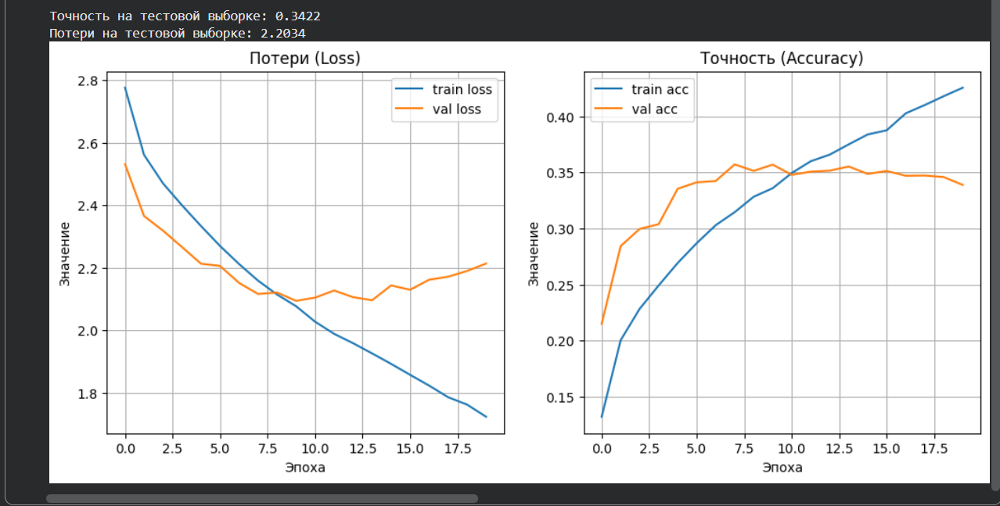 Точность на тестовой выборке: 0.3422
Потери на тестовой выборке: 2.2034
Потери (Loss)
train loss
val loss
2.8
2.6
2.4
2.2
2.0
1.8
Значение
0.0 2.5 5.0 7.5 10.0 12.5 15.0 17.5
Эпоха
Точность (Accuracy)
train acc
val acc
0.40
0.35
0.30
0.25
0.20
0.15
Значение
0.0 2.5 5.0 7.5 10.0 12.5 15.0 17.5
Эпоха